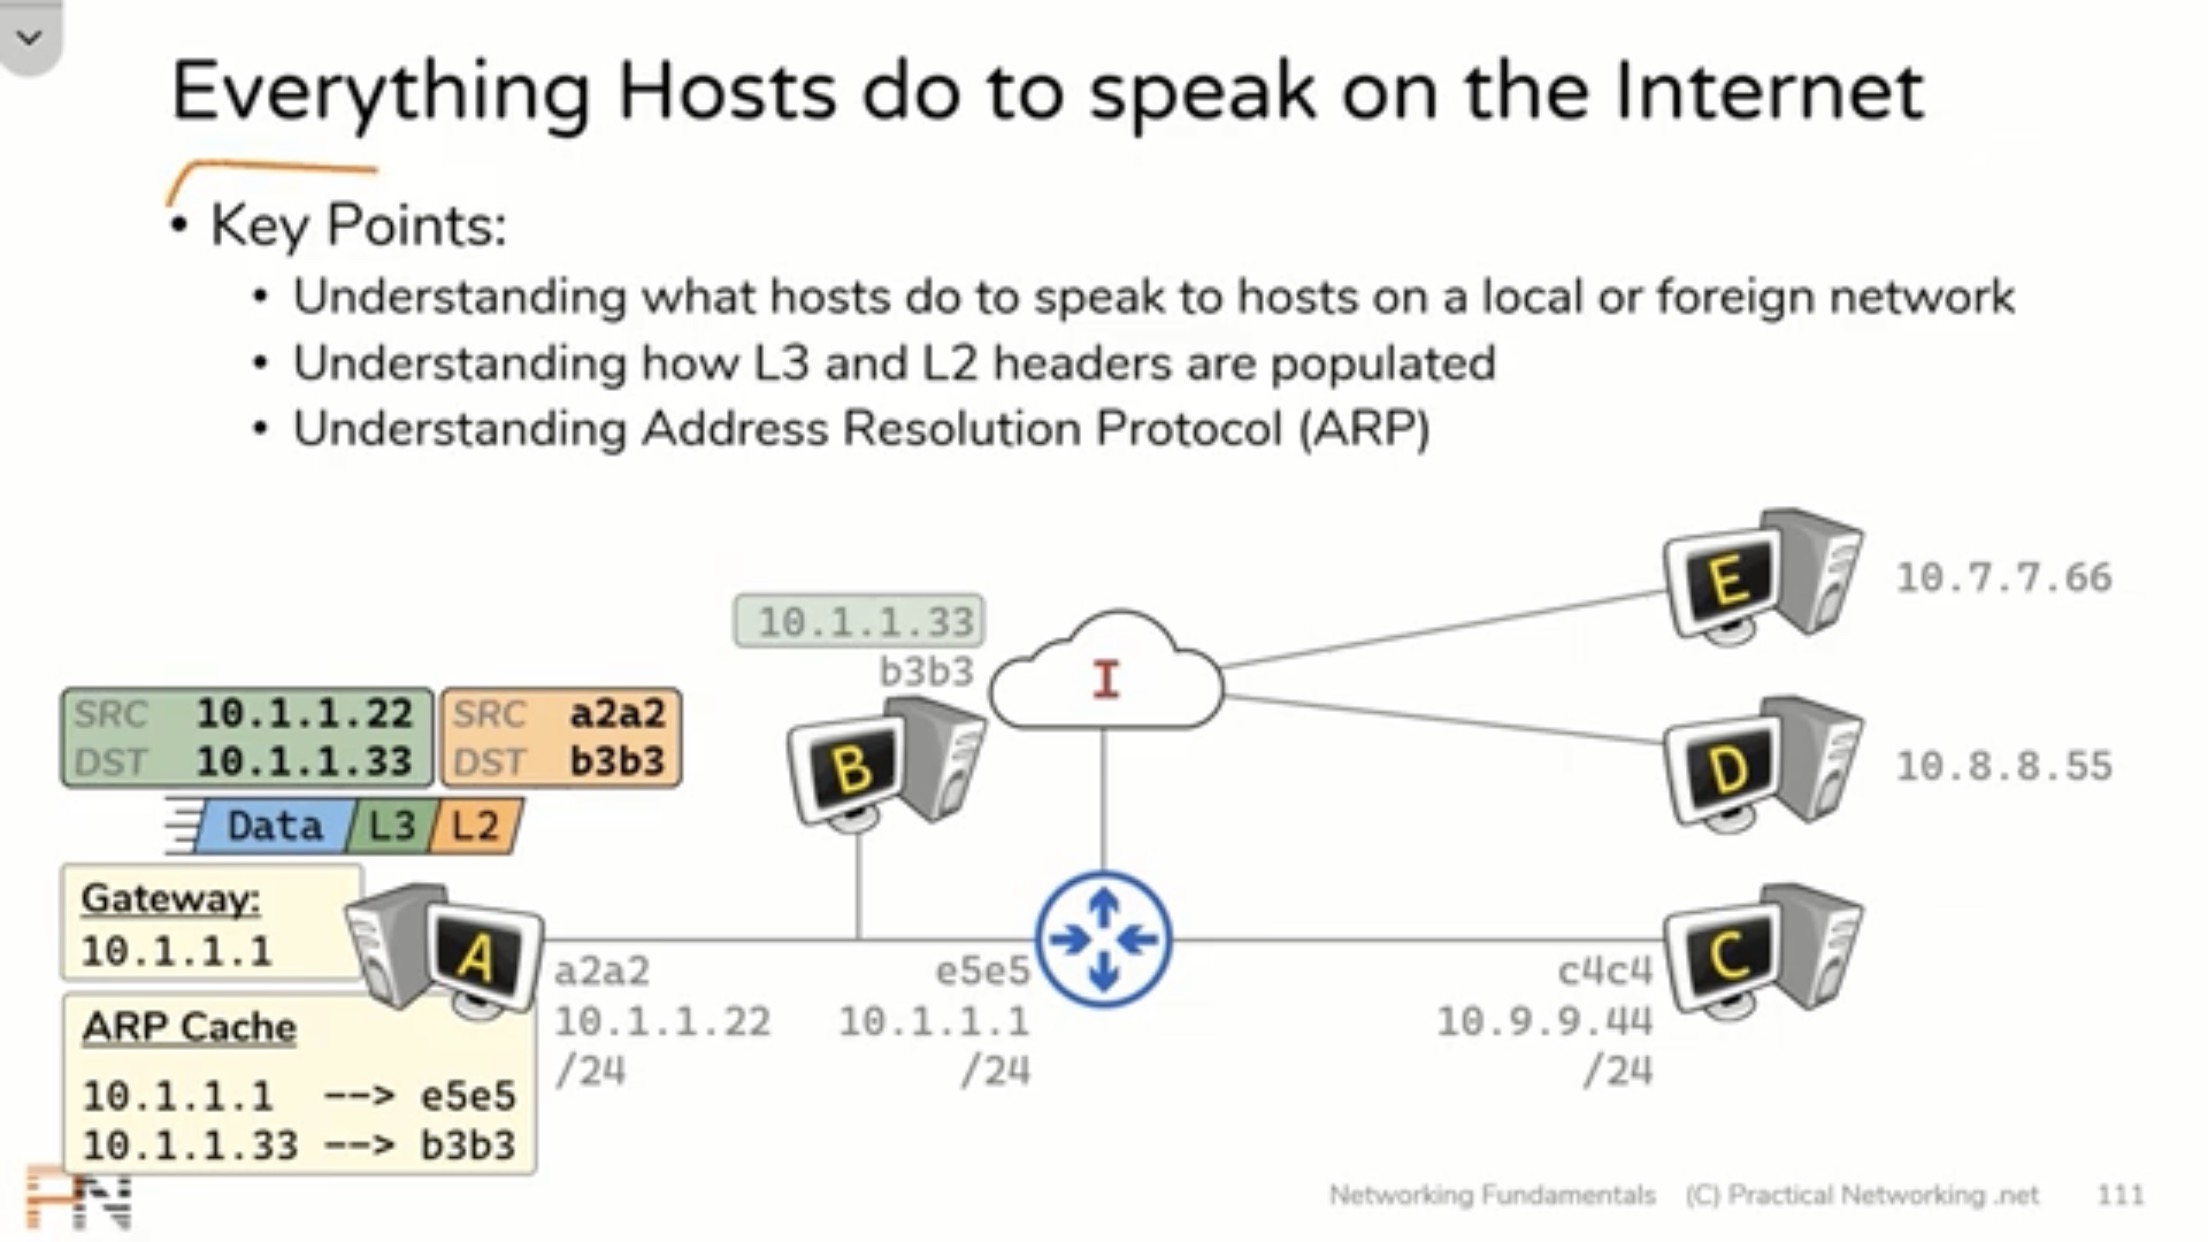 Everything Hosts do to speak on the Internet
• Key Points:
• Understanding what hosts do to speak to hosts on a local or foreign network
• Understanding how L3 and L2 headers are populated
• Understanding Address Resolution Protocol (ARP)
E
10.7.7.66
10.1.1.33
b3b3
I
SRC 10.1.1.22
DST 10.1.1.33
SRC a2a2
DST b3b3
B
D
10.8.8.55
Data L3 L2
Gateway:
10.1.1.1
A
a2a2
10.1.1.22
/24
e5e5
10.1.1.1
/24
c4c4
10.9.9.44
/24
C
ARP Cache
10.1.1.1 --> e5e5
10.1.1.33 --> b3b3
PN
Networking Fundamentals (C) Practical Networking .net 111